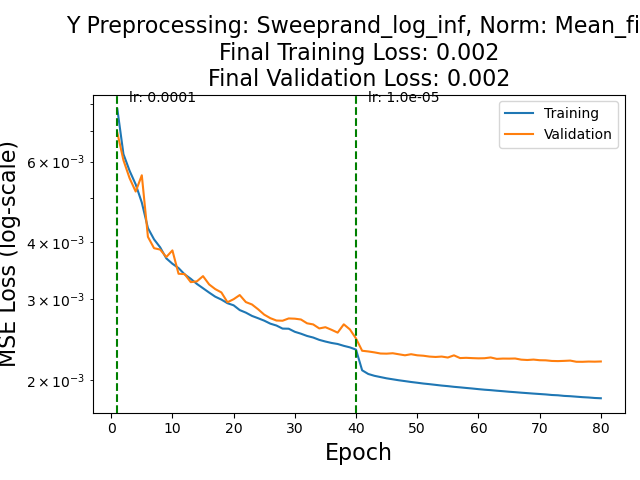 Y Preprocessing: Sweeprand_log_inf, Norm: Mean_fi
Final Training Loss: 0.002
Final Validation Loss: 0.002
lr: 0.0001
lr: 1.0e-05
Training
Validation
MSE Loss (log-scale)
6 × 10⁻³
4 × 10⁻³
3 × 10⁻³
2 × 10⁻³
0 10 20 30 40 50 60 70 80
Epoch